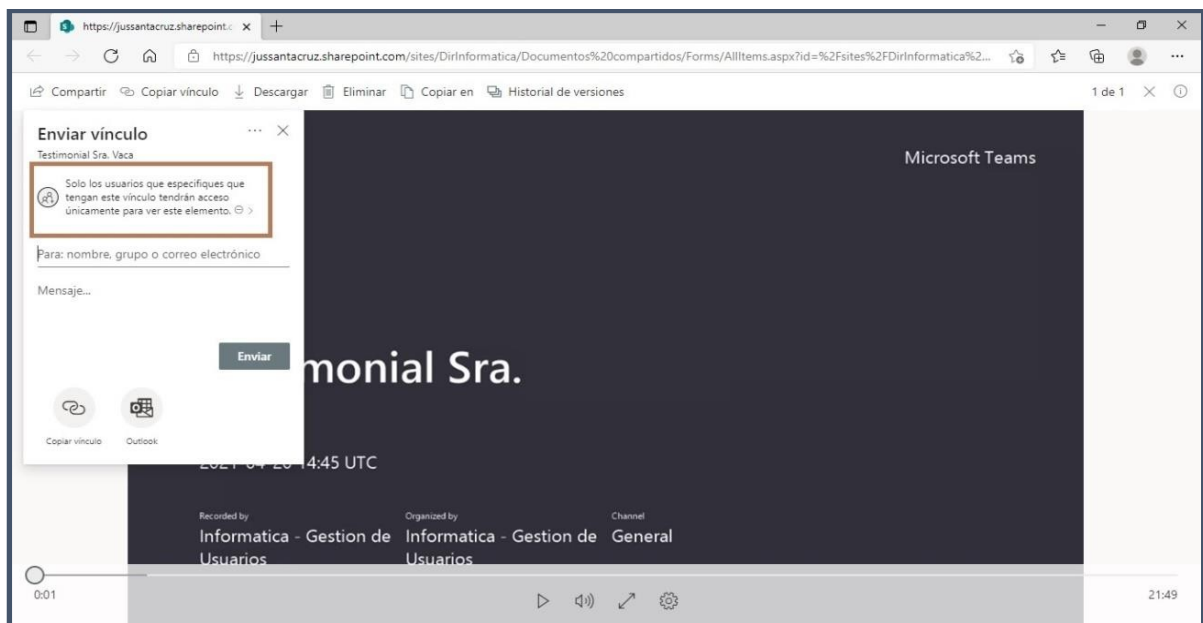 https://jussantacruz.sharepoint.c
https://jussantacruz.sharepoint.com/sites/DirInformatica/Documentos%20compartidos/Forms/AllItems.aspx?id=%2Fsites%2FDirInformatica%2...
Compartir Copiar vínculo Descargar Eliminar Copiar en Historial de versiones 1 de 1
Enviar vínculo
Testimonial Sra. Vaca
Solo los usuarios que especifiques que
tengan este vínculo tendrán acceso
únicamente para ver este elemento.
Para: nombre, grupo o correo electrónico
Mensaje...
Enviar
Copiar vínculo Outlook
Microsoft Teams
monial Sra.
14:45 UTC
Recorded by Organized by Channel
Informatica - Gestion de Informatica - Gestion de General
Usuarios Usuarios
0:01 21:49